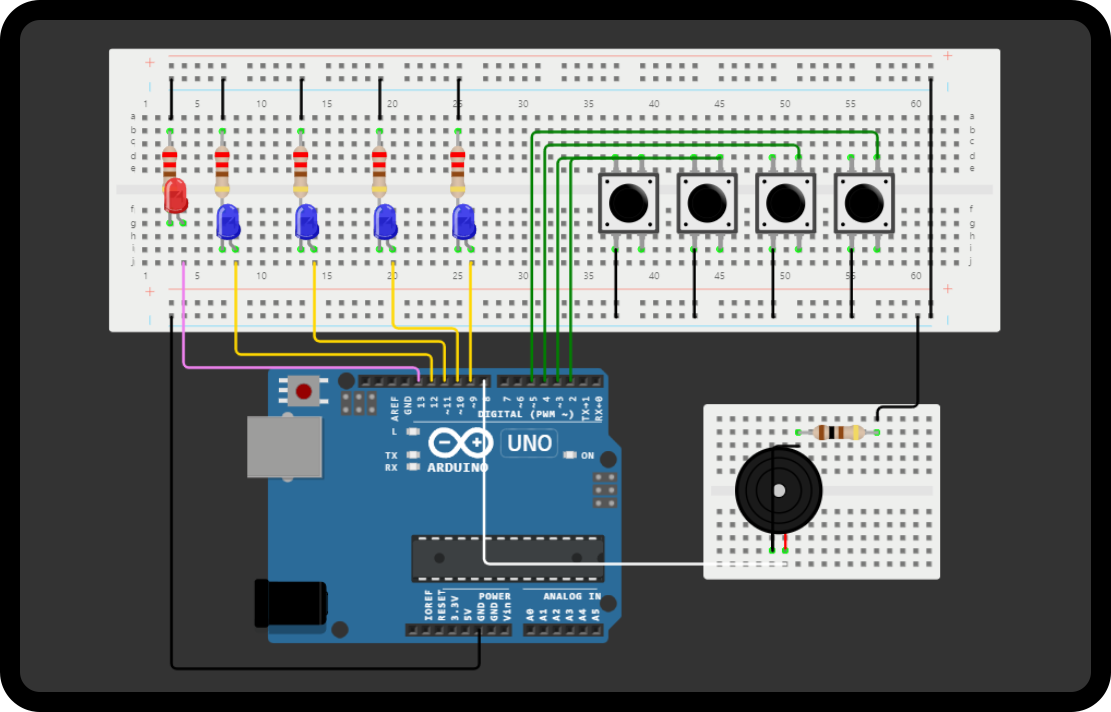 + +
1 5 10 15 20 25 30 35 40 45 50 55 60
a a
b b
c c
d d
e e
f f
g g
h h
i i
j j
1 5 10 15 20 25 30 35 40 45 50 55 60
+ +
AREF GND 13 12 ~11 ~10 ~9 8 7 ~6 ~5 4 ~3 2 TX→1 RX←0
DIGITAL (PWM ~)
L
UNO
TX ON
RX ARDUINO
POWER ANALOG IN
IOREF RESET 3.3V 5V GND GND Vin A0 A1 A2 A3 A4 A5